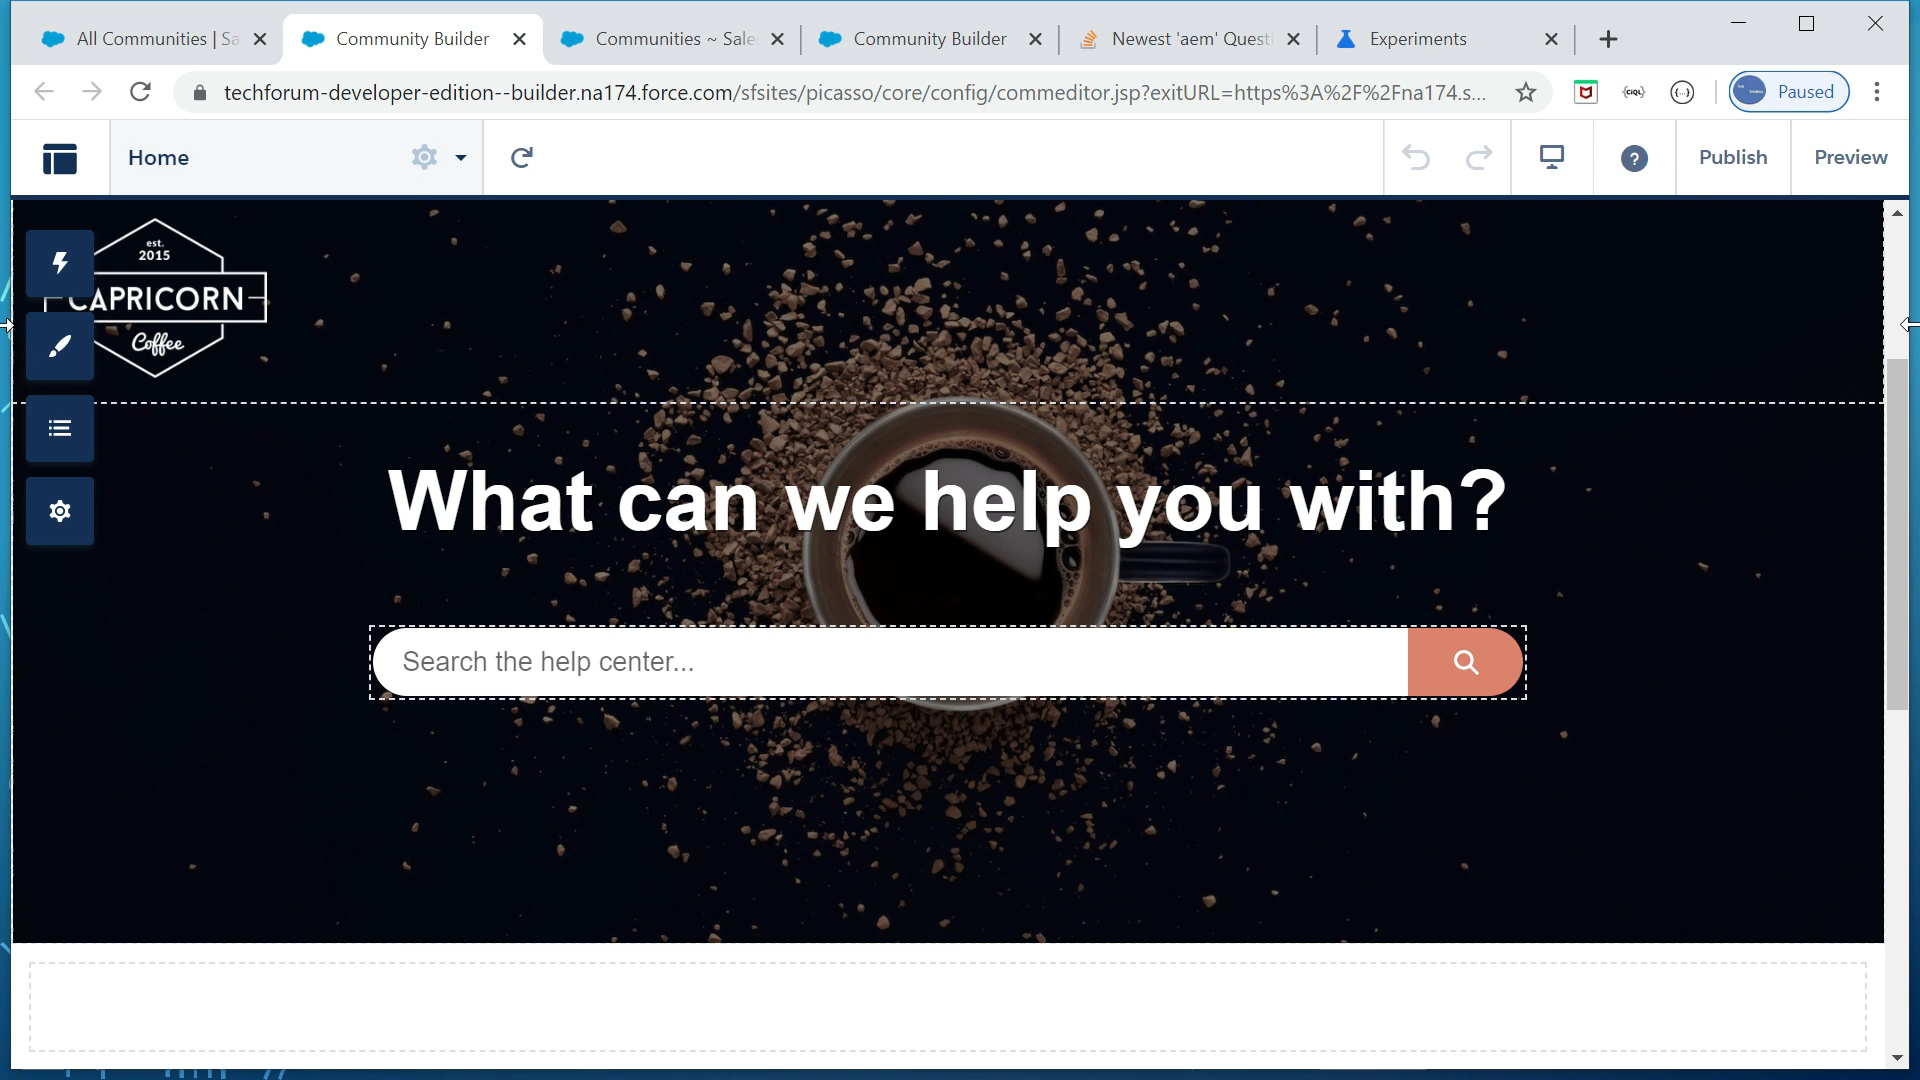 All Communities | Sa
Community Builder
Communities ~ Sale
Community Builder
Newest 'aem' Questi
Experiments
techforum-developer-edition--builder.na174.force.com/sfsites/picasso/core/config/commeditor.jsp?exitURL=https%3A%2F%2Fna174.s...
CIQL
{...}
Paused
Home
?
Publish
Preview
est.
2015
CAPRICORN
Coffee
What can we help you with?
Search the help center...